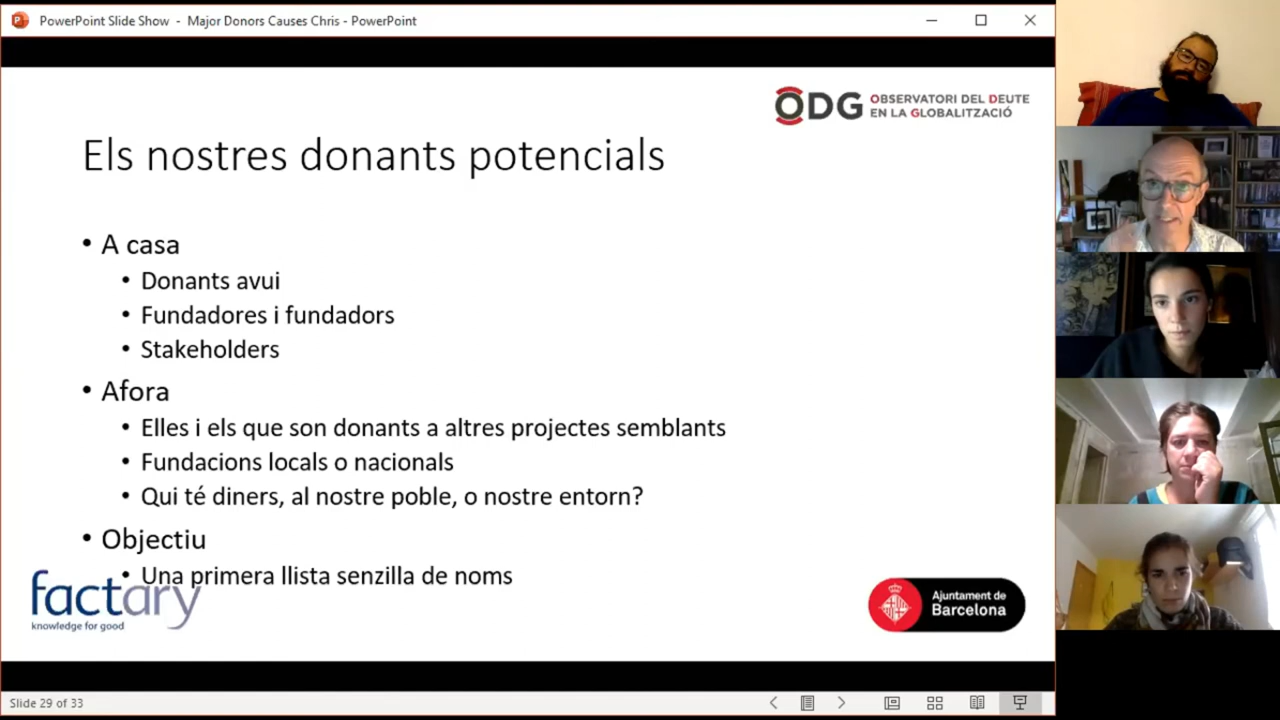 PowerPoint Slide Show - Major Donors Causes Chris - PowerPoint
ODG OBSERVATORI DEL DEUTE
EN LA GLOBALITZACIÓ
Els nostres donants potencials
• A casa
• Donants avui
• Fundadores i fundadors
• Stakeholders
• Afora
• Elles i els que son donants a altres projectes semblants
• Fundacions locals o nacionals
• Qui té diners, al nostre poble, o nostre entorn?
• Objectiu
• Una primera llista senzilla de noms
factary
knowledge for good
Ajuntament de
Barcelona
Slide 29 of 33